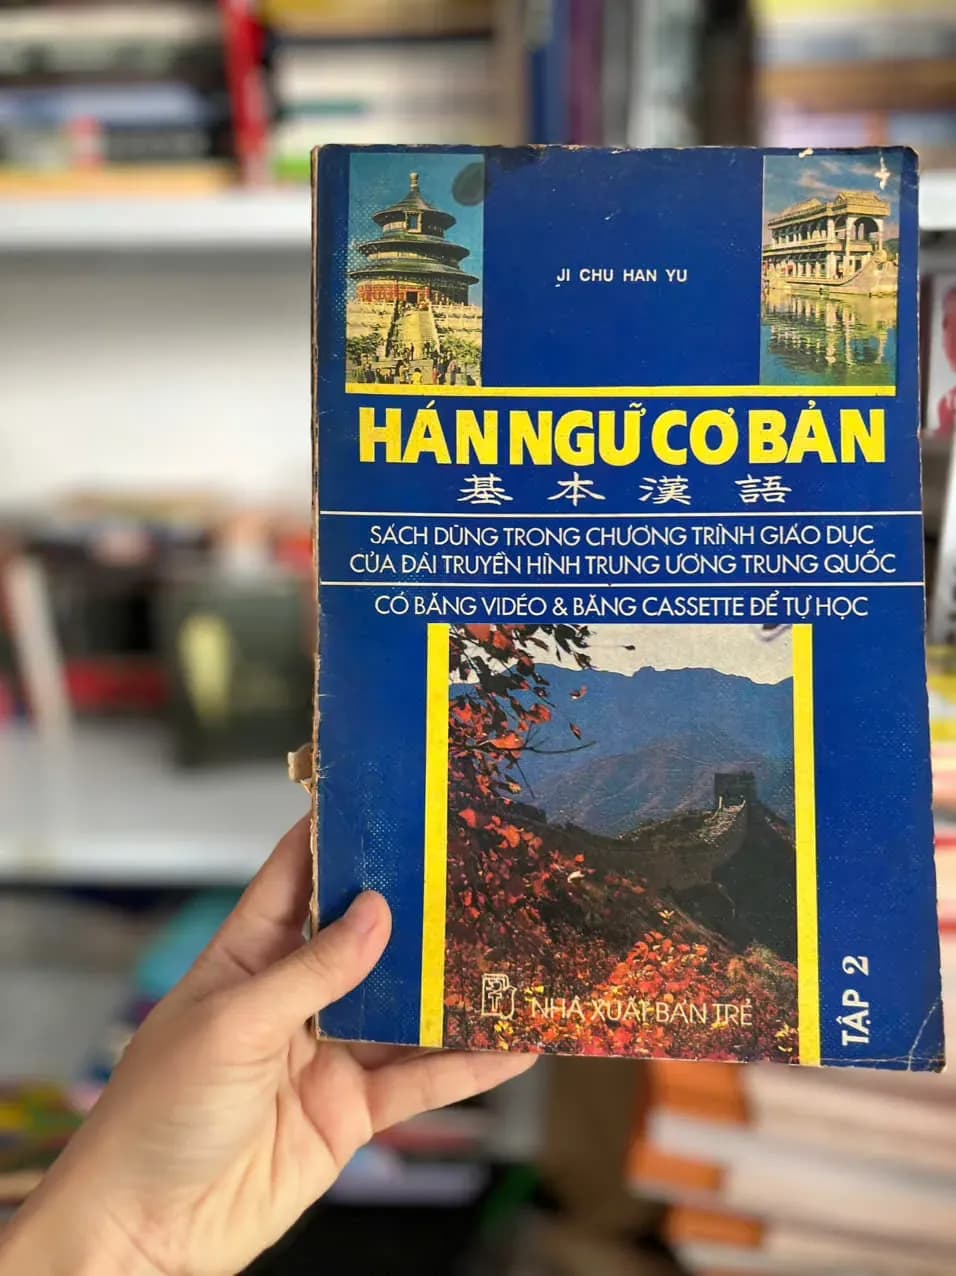 JI CHU HAN YU
HÁN NGỮ CƠ BẢN
基本漢語
SÁCH DÙNG TRONG CHƯƠNG TRÌNH GIÁO DỤC
CỦA ĐÀI TRUYỀN HÌNH TRUNG ƯƠNG TRUNG QUỐC
CÓ BĂNG VIDÉO & BĂNG CASSETTE ĐỂ TỰ HỌC
NHÀ XUẤT BẢN TRẺ
TẬP 2